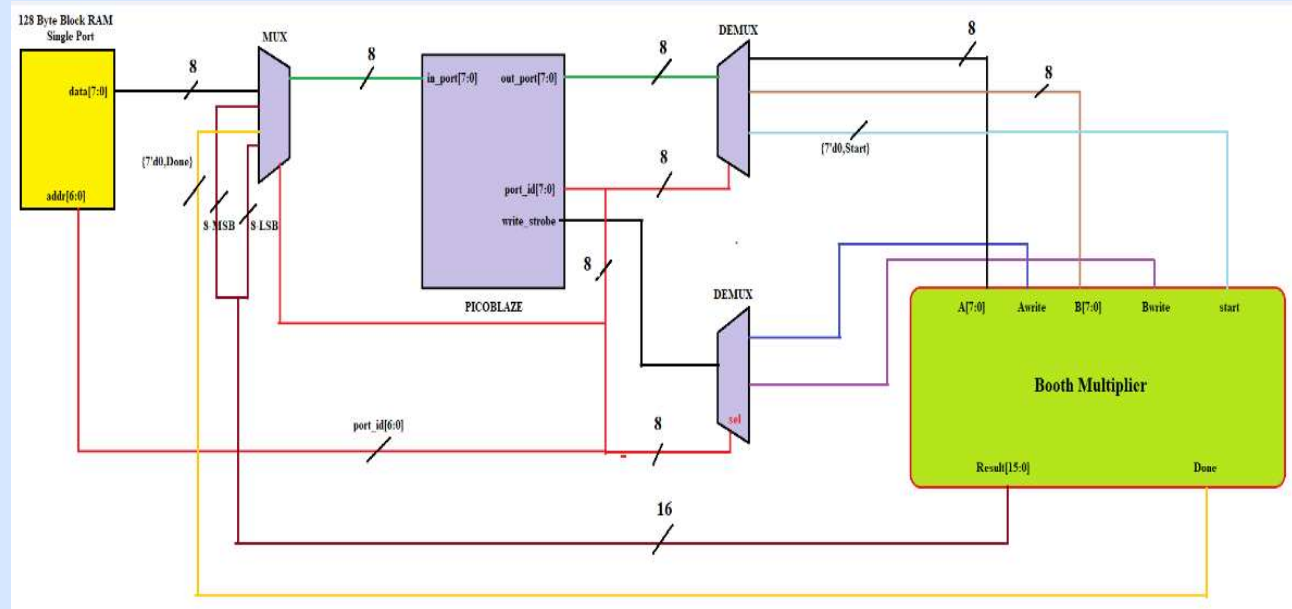 128 Byte Block RAM
Single Port
MUX
DEMUX
8
8
8
8
8
data[7:0]
in_port[7:0]
out_port[7:0]
{7'd0,Done}
{7'd0,Start}
8
addr[6:0]
port_id[7:0]
8-MSB
8-LSB
write_strobe
8
PICOBLAZE
DEMUX
A[7:0]
Awrite
B[7:0]
Bwrite
start
Booth Multiplier
sel
port_id[6:0]
8
Result[15:0]
Done
16